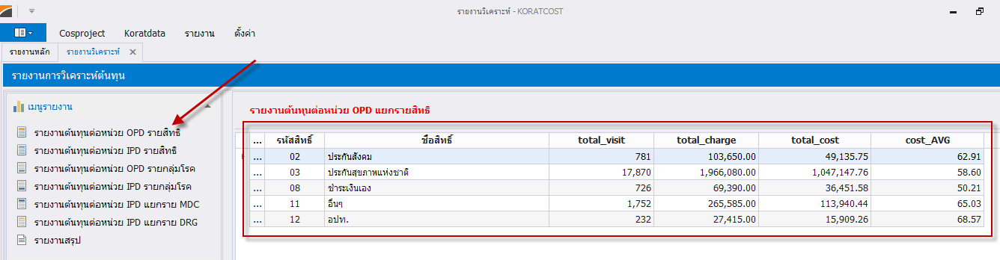 รายงานวิเคราะห์ - KORATCOST
Cosproject Koratdata รายงาน ตั้งค่า
รายงานหลัก รายงานวิเคราะห์
รายงานการวิเคราะห์ต้นทุน
เมนูรายงาน
รายงานต้นทุนต่อหน่วย OPD รายสิทธิ
รายงานต้นทุนต่อหน่วย IPD รายสิทธิ
รายงานต้นทุนต่อหน่วย OPD รายกลุ่มโรค
รายงานต้นทุนต่อหน่วย IPD รายกลุ่มโรค
รายงานต้นทุนต่อหน่วย IPD แยกราย MDC
รายงานต้นทุนต่อหน่วย IPD แยกราย DRG
รายงานสรุป
รายงานต้นทุนต่อหน่วย OPD แยกรายสิทธิ
... รหัสสิทธิ์ ชื่อสิทธิ์ total_visit total_charge total_cost cost_AVG
... 02 ประกันสังคม 781 103,650.00 49,135.75 62.91
... 03 ประกันสุขภาพแห่งชาติ 17,870 1,966,080.00 1,047,147.76 58.60
... 08 ชำระเงินเอง 726 69,390.00 36,451.58 50.21
... 11 อื่นๆ 1,752 265,585.00 113,940.44 65.03
... 12 อปท. 232 27,415.00 15,909.26 68.57